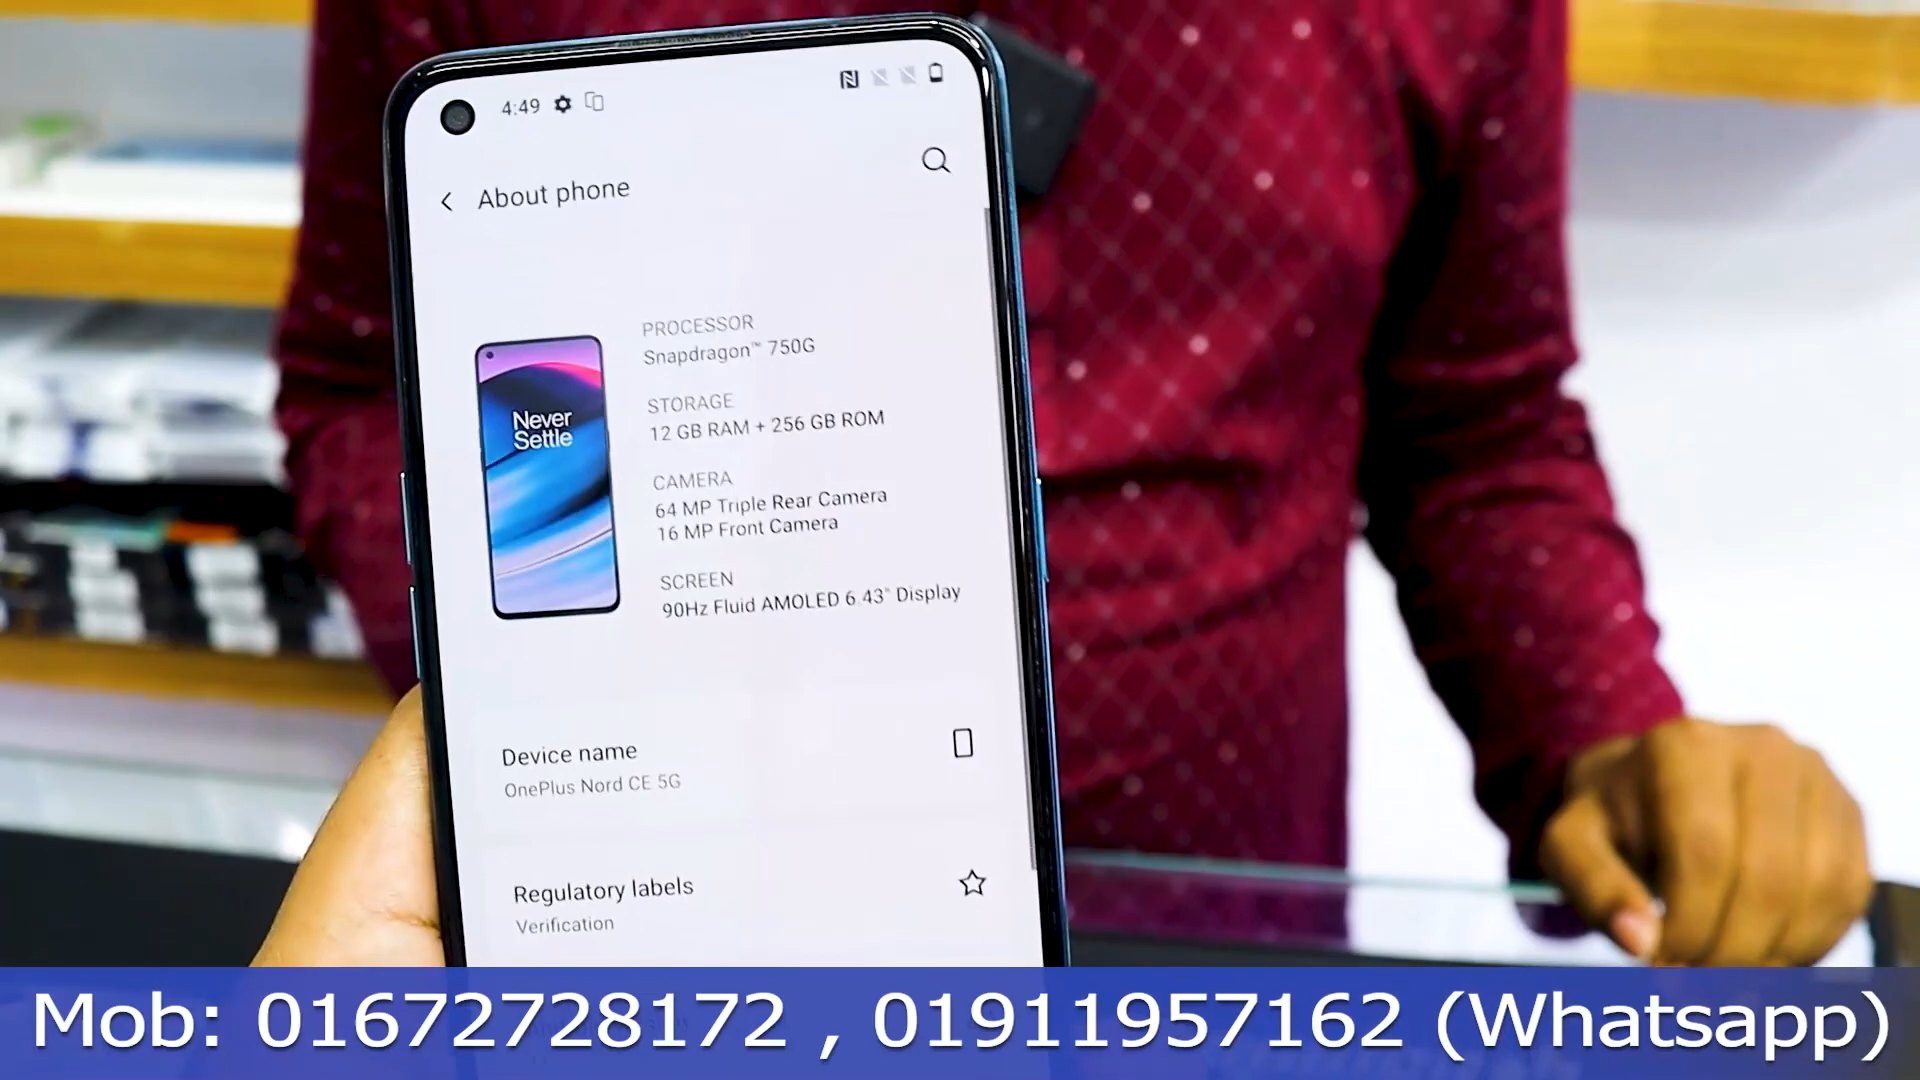 4:49
About phone
PROCESSOR
Snapdragon™ 750G
STORAGE
12 GB RAM + 256 GB ROM
CAMERA
64 MP Triple Rear Camera
16 MP Front Camera
SCREEN
90Hz Fluid AMOLED 6.43" Display
Never
Settle
Device name
OnePlus Nord CE 5G
Regulatory labels
Verification
Mob: 01672728172 , 01911957162 (Whatsapp)